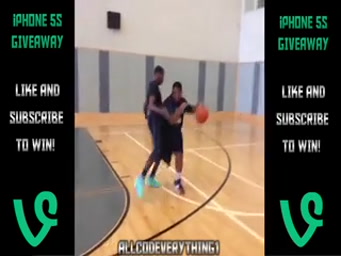 iPHONE 5S
GIVEAWAY
LIKE AND
SUBSCRIBE
TO WIN!
iPHONE 5S
GIVEAWAY
LIKE AND
SUBSCRIBE
TO WIN!
ALLCODEVERYTHING1